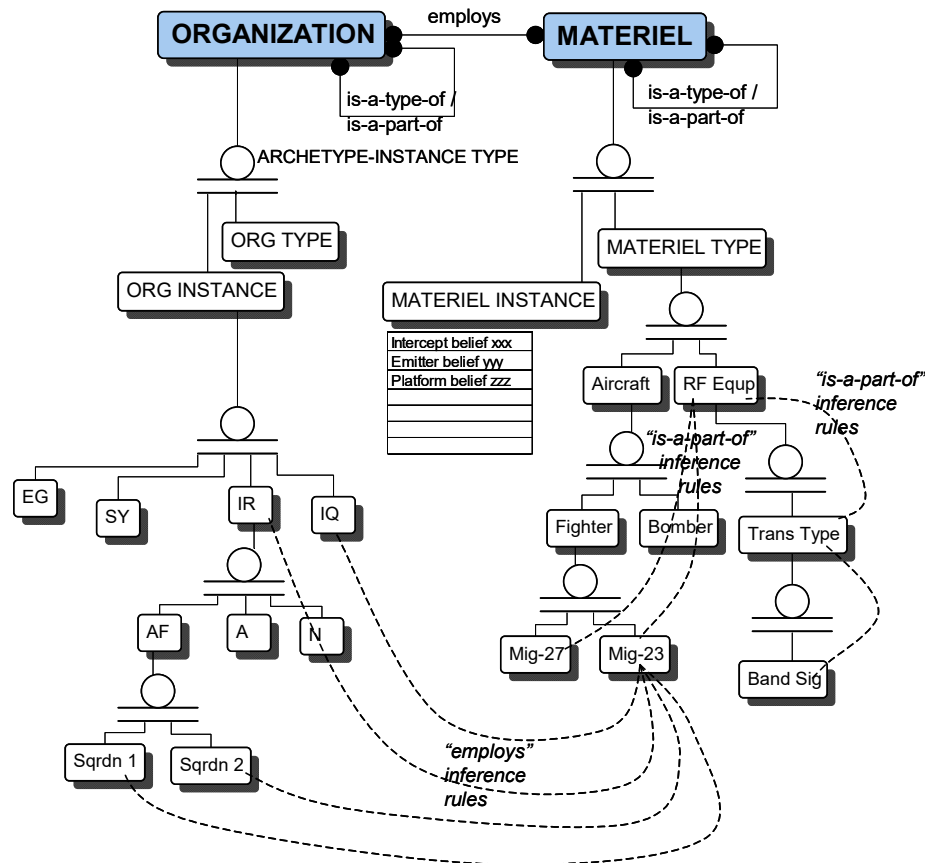 employs
ORGANIZATION
MATERIEL
is-a-type-of /
is-a-part-of
is-a-type-of /
is-a-part-of
ARCHETYPE-INSTANCE TYPE
ORG TYPE
MATERIEL TYPE
ORG INSTANCE
MATERIEL INSTANCE
Intercept belief xxx
Emitter belief yyy
Platform belief zzz
Aircraft
RF Equp
“is-a-part-of”
inference
rules
“is-a-part-of”
inference
rules
EG
SY
IR
IQ
Fighter
Bomber
Trans Type
AF
A
N
Mig-27
Mig-23
Band Sig
Sqrdn 1
Sqrdn 2
“employs”
inference
rules